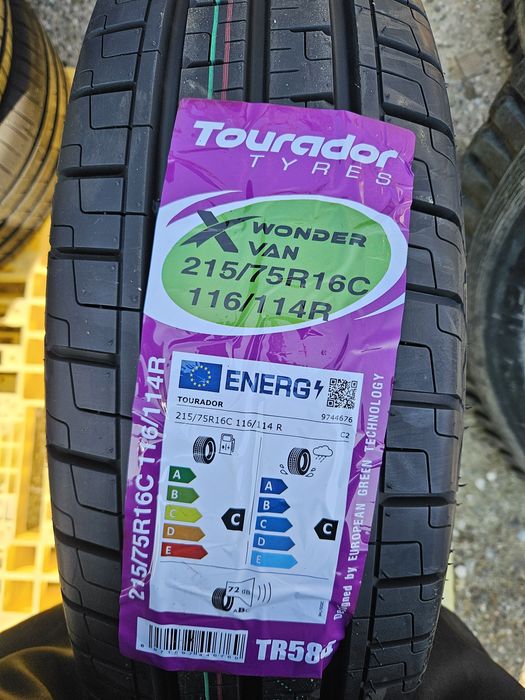 Tourador
TYRES
X WONDER
VAN
215/75R16C
116/114R
ENERG
TOURADOR
9744676
215/75R16C 116/114 R
C2
A
B
C
D
E
C
A
B
C
D
E
C
72 dB
215/75R16C 116/114R
Designed by EUROPEAN GREEN TECHNOLOGY